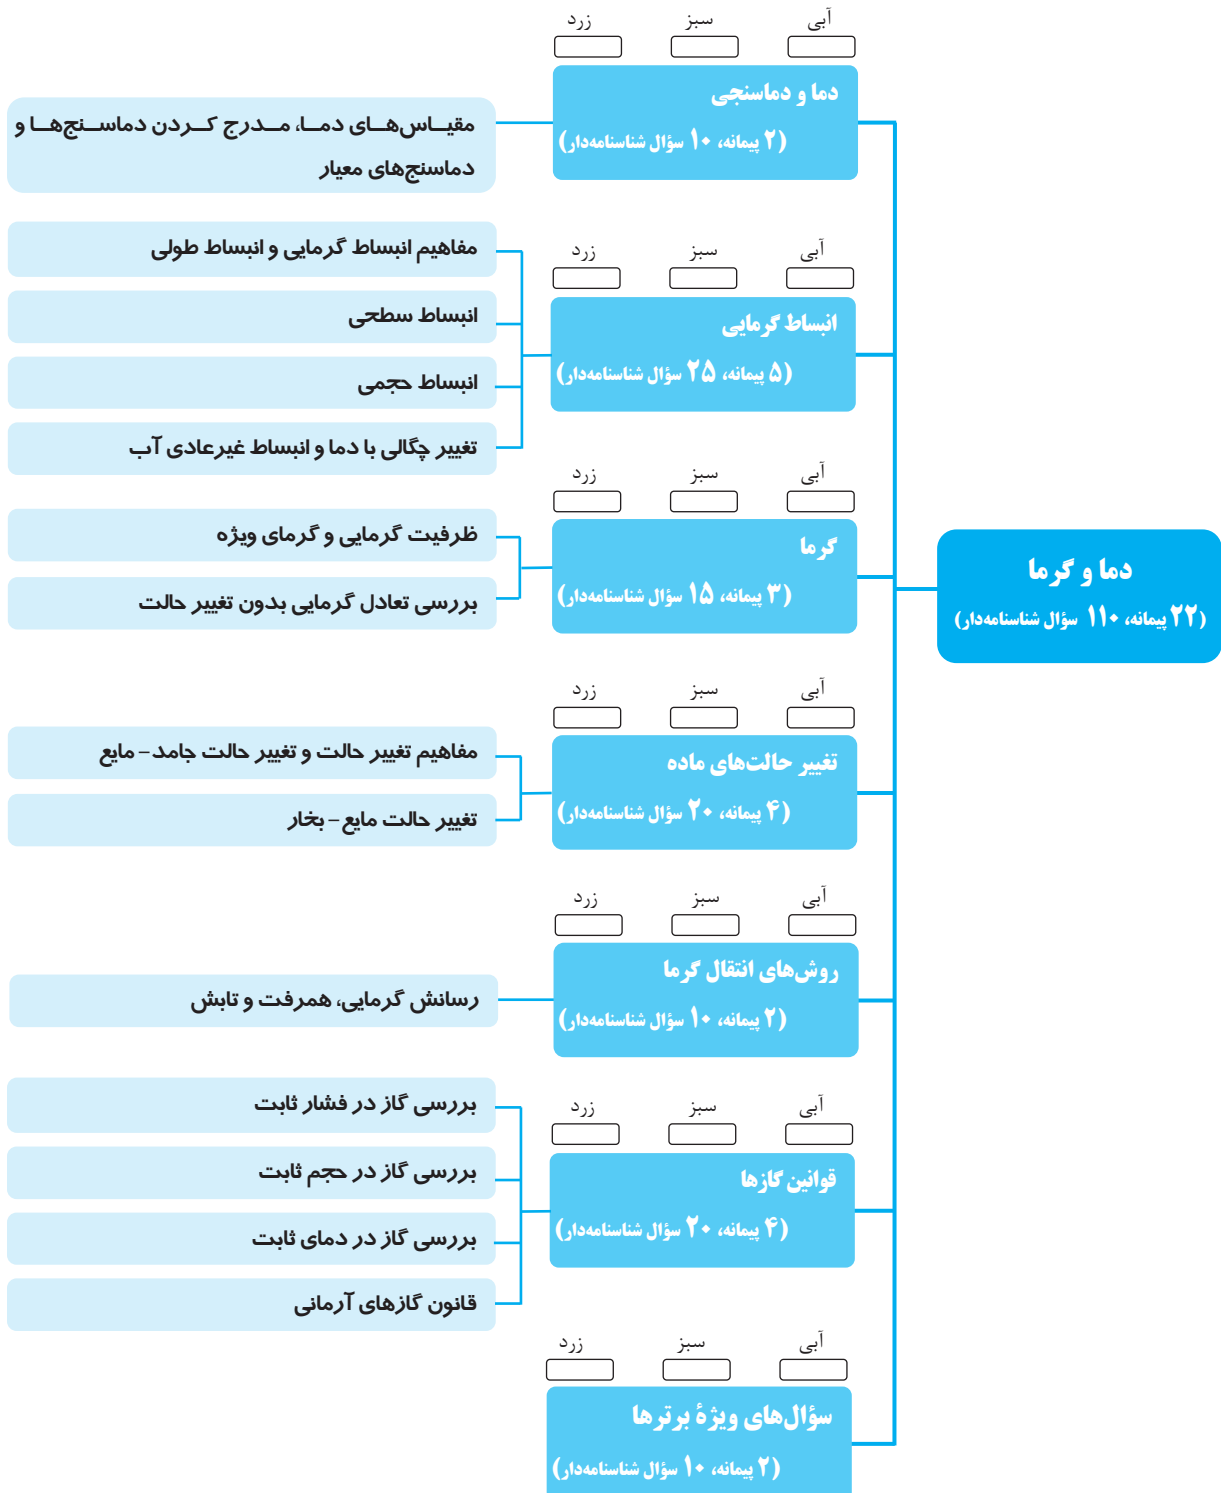 دما و گرما
(۲۲ پیمانه، ۱۱۰ سؤال شناسنامه‌دار)
آبی سبز زرد
دما و دماسنجی
(۲ پیمانه، ۱۰ سؤال شناسنامه‌دار)
مقیاس‌های دما، مدرج کردن دماسنج‌ها و
دماسنج‌های معیار
آبی سبز زرد
انبساط گرمایی
(۵ پیمانه، ۲۵ سؤال شناسنامه‌دار)
مفاهیم انبساط گرمایی و انبساط طولی
انبساط سطحی
انبساط حجمی
تغییر چگالی با دما و انبساط غیرعادی آب
آبی سبز زرد
گرما
(۳ پیمانه، ۱۵ سؤال شناسنامه‌دار)
ظرفیت گرمایی و گرمای ویژه
بررسی تعادل گرمایی بدون تغییر حالت
آبی سبز زرد
تغییر حالت‌های ماده
(۴ پیمانه، ۲۰ سؤال شناسنامه‌دار)
مفاهیم تغییر حالت و تغییر حالت جامد – مایع
تغییر حالت مایع – بخار
آبی سبز زرد
روش‌های انتقال گرما
(۲ پیمانه، ۱۰ سؤال شناسنامه‌دار)
رسانش گرمایی، همرفت و تابش
آبی سبز زرد
قوانین گازها
(۴ پیمانه، ۲۰ سؤال شناسنامه‌دار)
بررسی گاز در فشار ثابت
بررسی گاز در حجم ثابت
بررسی گاز در دمای ثابت
قانون گازهای آرمانی
آبی سبز زرد
سؤال‌های ویژهٔ برترها
(۲ پیمانه، ۱۰ سؤال شناسنامه‌دار)